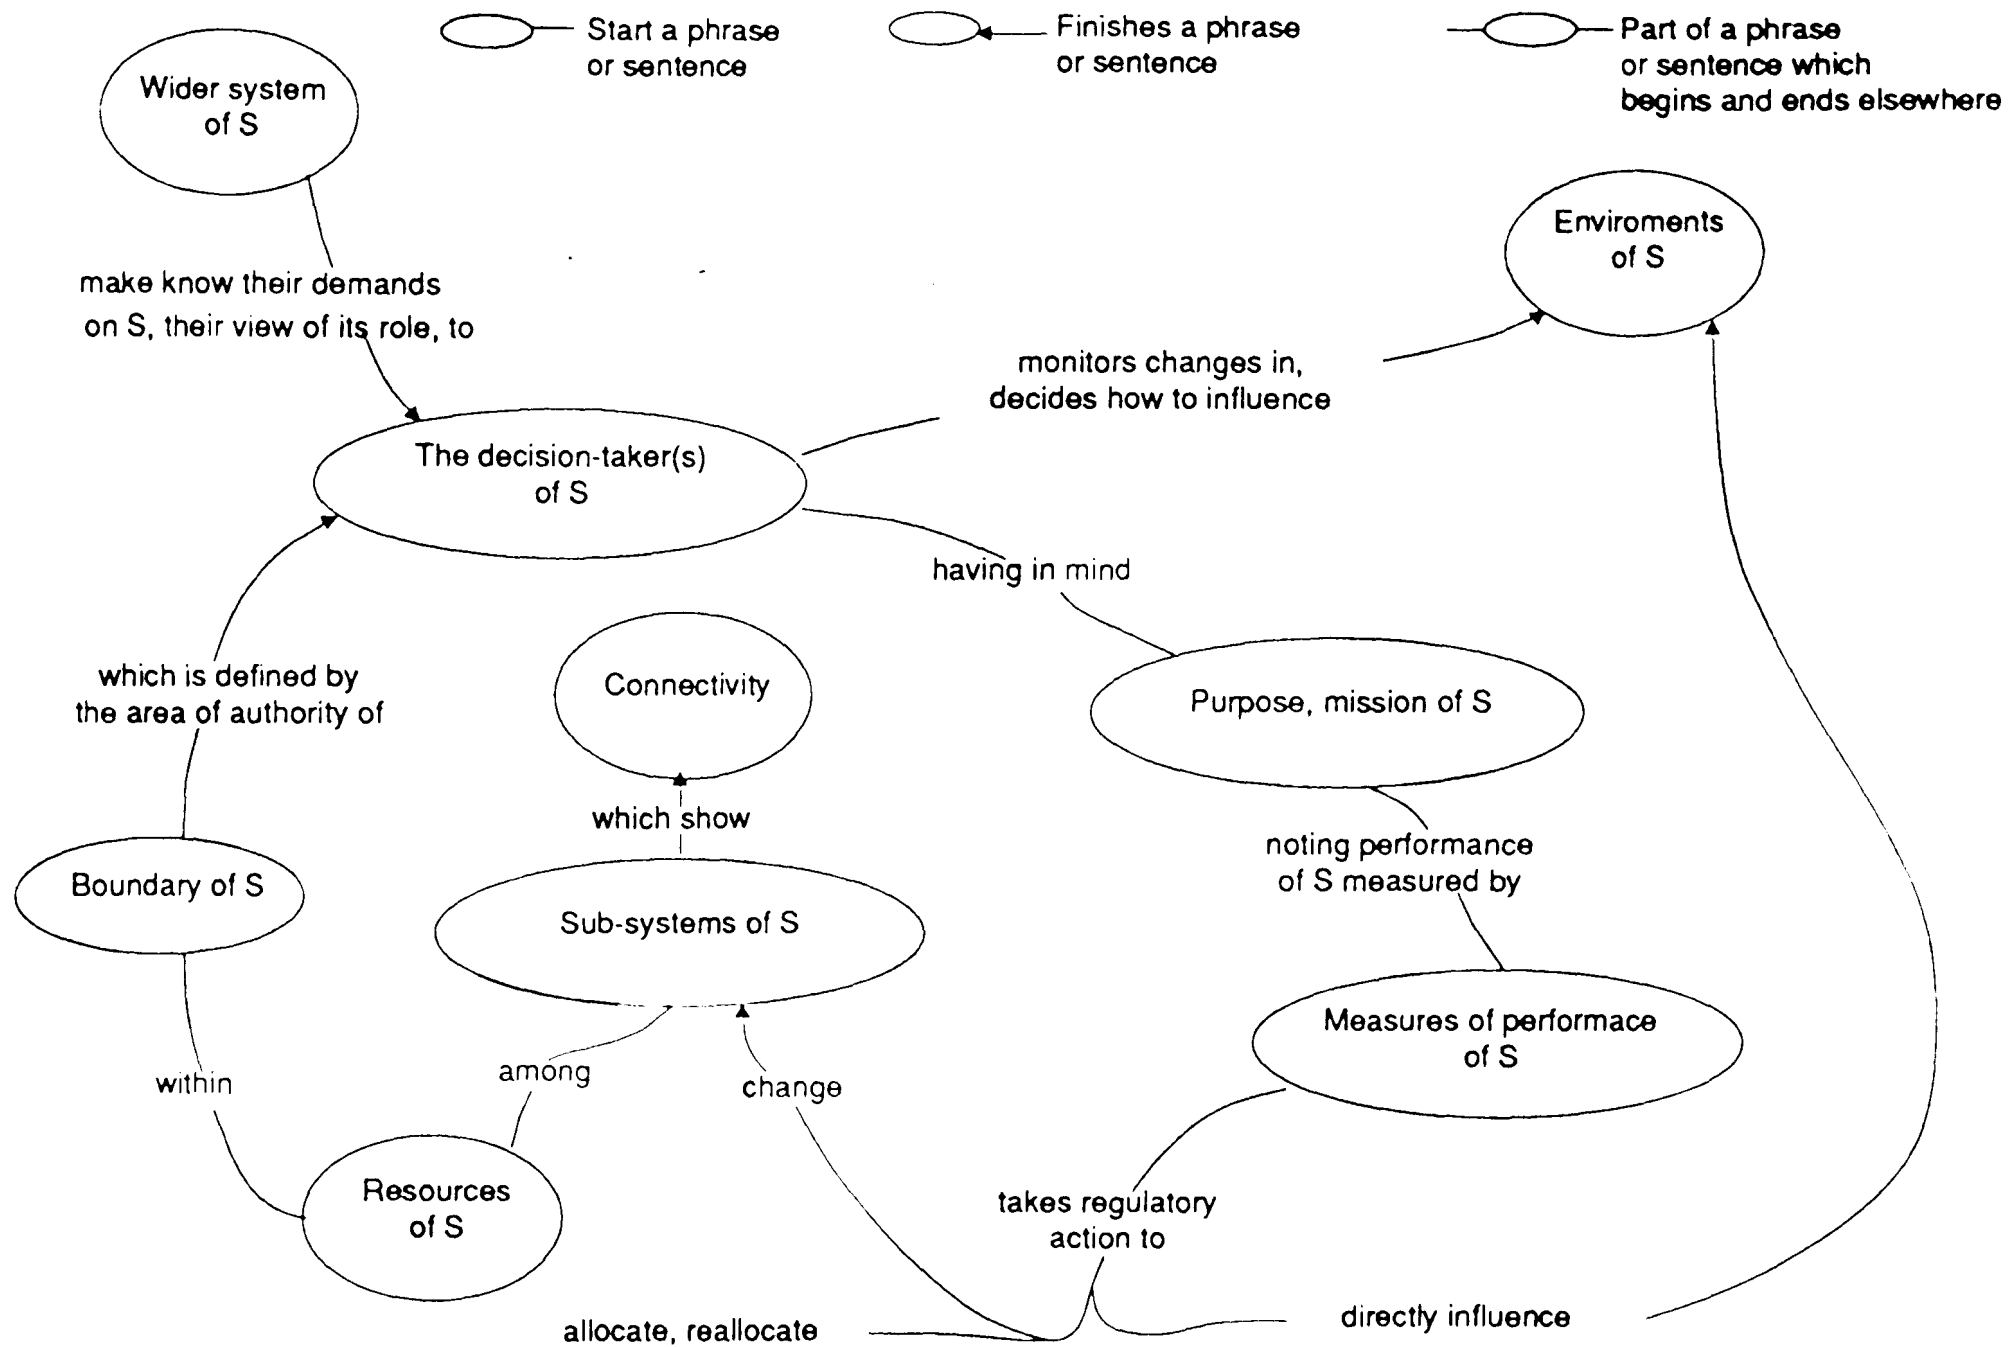 Start a phrase
or sentence
Finishes a phrase
or sentence
Part of a phrase
or sentence which
begins and ends elsewhere
Wider system
of S
Enviroments
of S
make know their demands
on S, their view of its role, to
monitors changes in,
decides how to influence
The decision-taker(s)
of S
having in mind
which is defined by
the area of authority of
Connectivity
Purpose, mission of S
which show
noting performance
of S measured by
Boundary of S
Sub-systems of S
Measures of performace
of S
within
among
change
Resources
of S
takes regulatory
action to
allocate, reallocate
directly influence